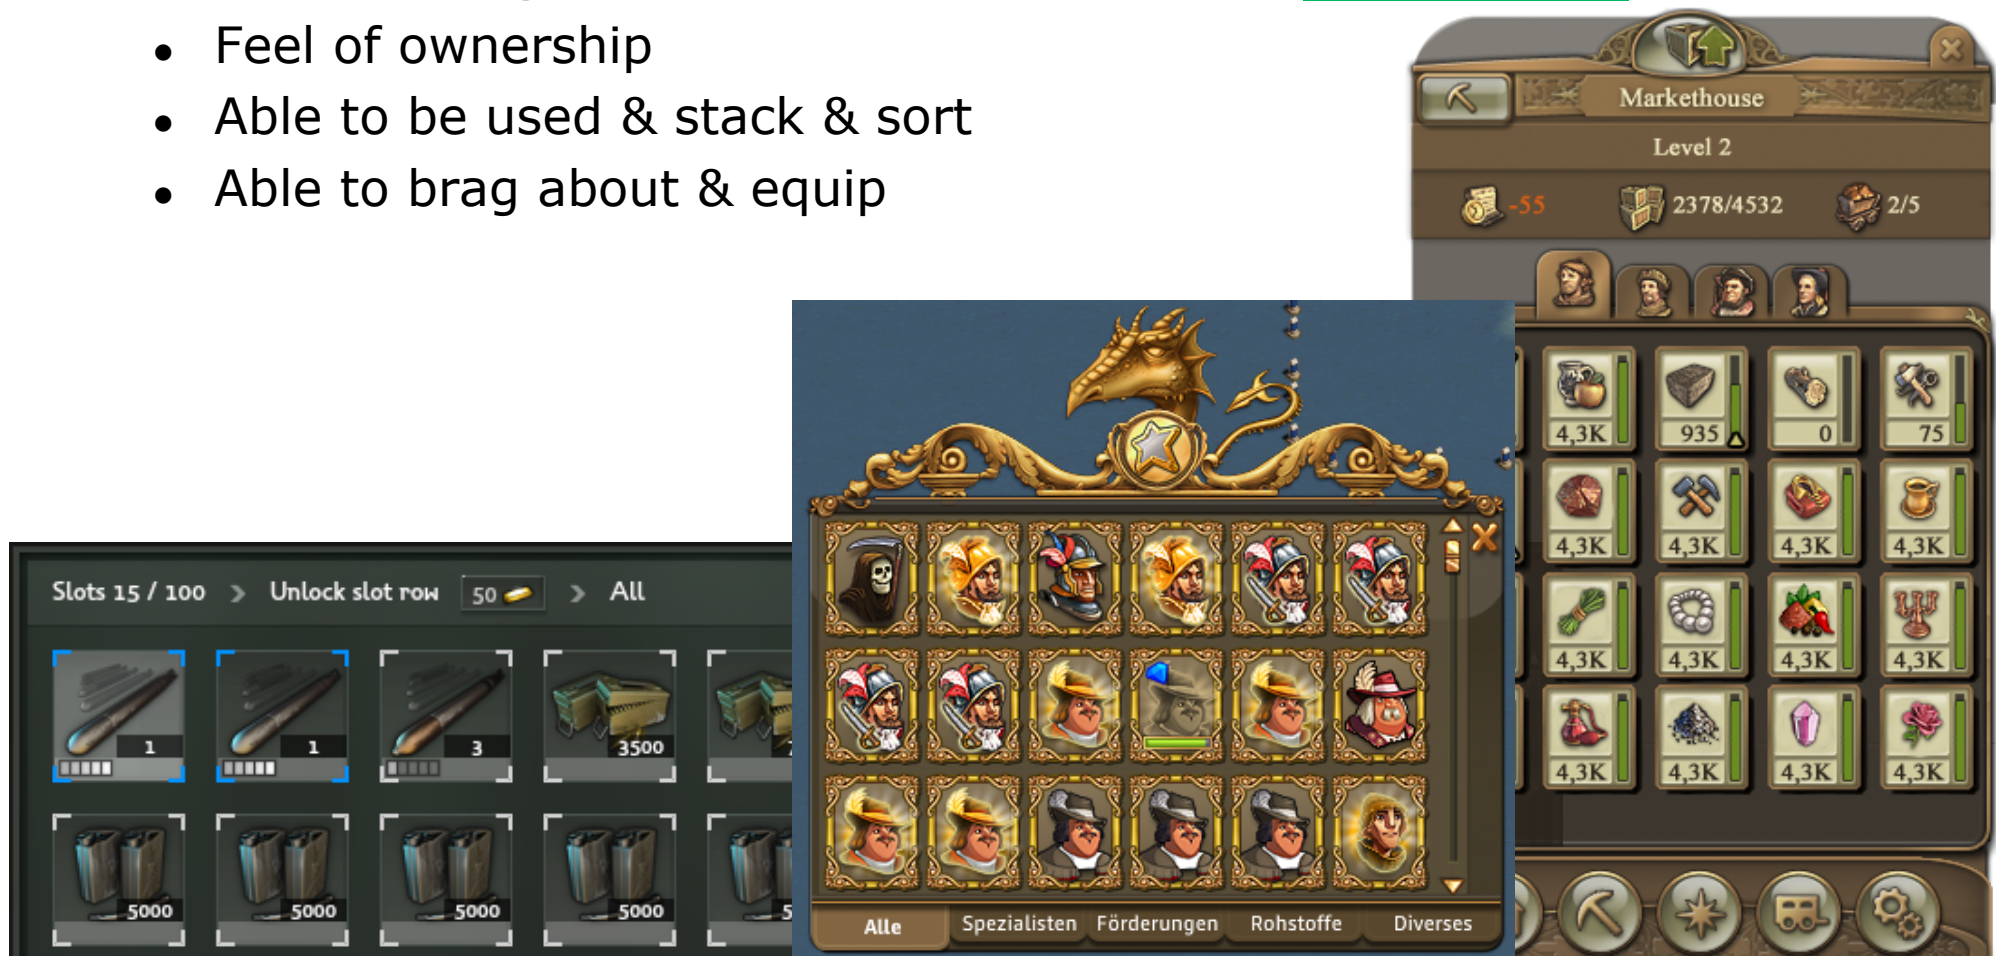 ● Feel of ownership
● Able to be used & stack & sort
● Able to brag about & equip
Markethouse
Level 2
-55 2378/4532 2/5
4,3K 935 0 75
4,3K 4,3K 4,3K 4,3K
4,3K 4,3K 4,3K 4,3K
4,3K 4,3K 4,3K 4,3K
Slots 15 / 100 > Unlock slot row 50 > All
1 1 3 3500
5000 5000 5000 5000
Alle Spezialisten Förderungen Rohstoffe Diverses